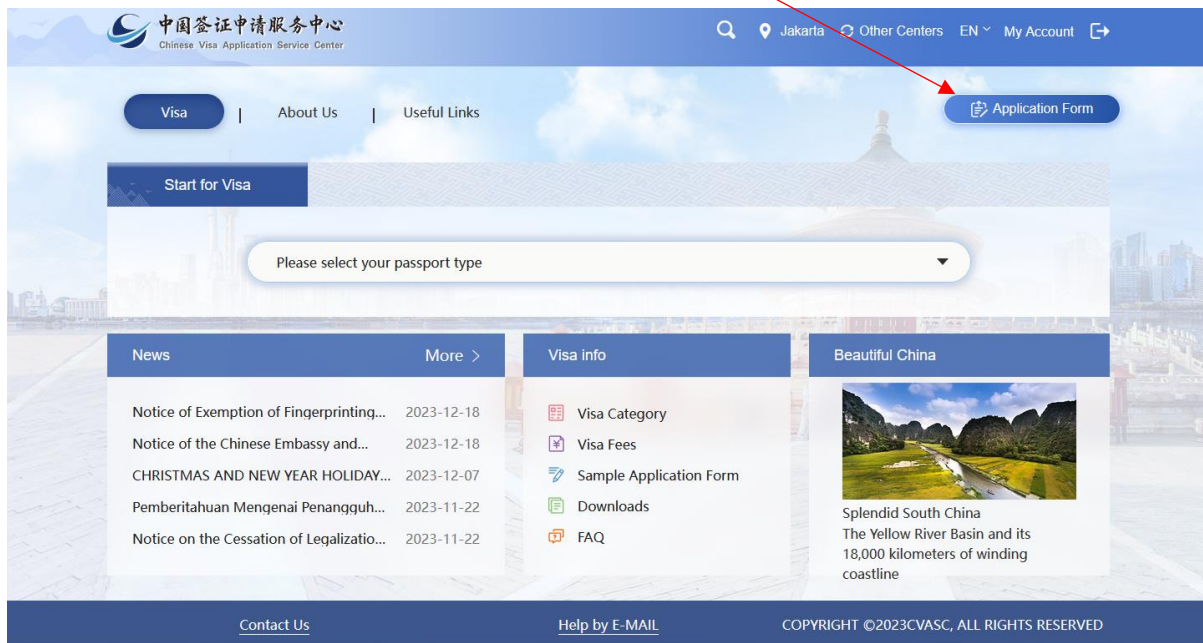 中国签证申请服务中心
Chinese Visa Application Service Center
Jakarta Other Centers EN My Account
Visa | About Us | Useful Links
Application Form
Start for Visa
Please select your passport type
News More >
Notice of Exemption of Fingerprinting... 2023-12-18
Notice of the Chinese Embassy and... 2023-12-18
CHRISTMAS AND NEW YEAR HOLIDAY... 2023-12-07
Pemberitahuan Mengenai Penangguh... 2023-11-22
Notice on the Cessation of Legalizatio... 2023-11-22
Visa info
Visa Category
Visa Fees
Sample Application Form
Downloads
FAQ
Beautiful China
Splendid South China
The Yellow River Basin and its
18,000 kilometers of winding
coastline
Contact Us
Help by E-MAIL
COPYRIGHT ©2023CVASC, ALL RIGHTS RESERVED